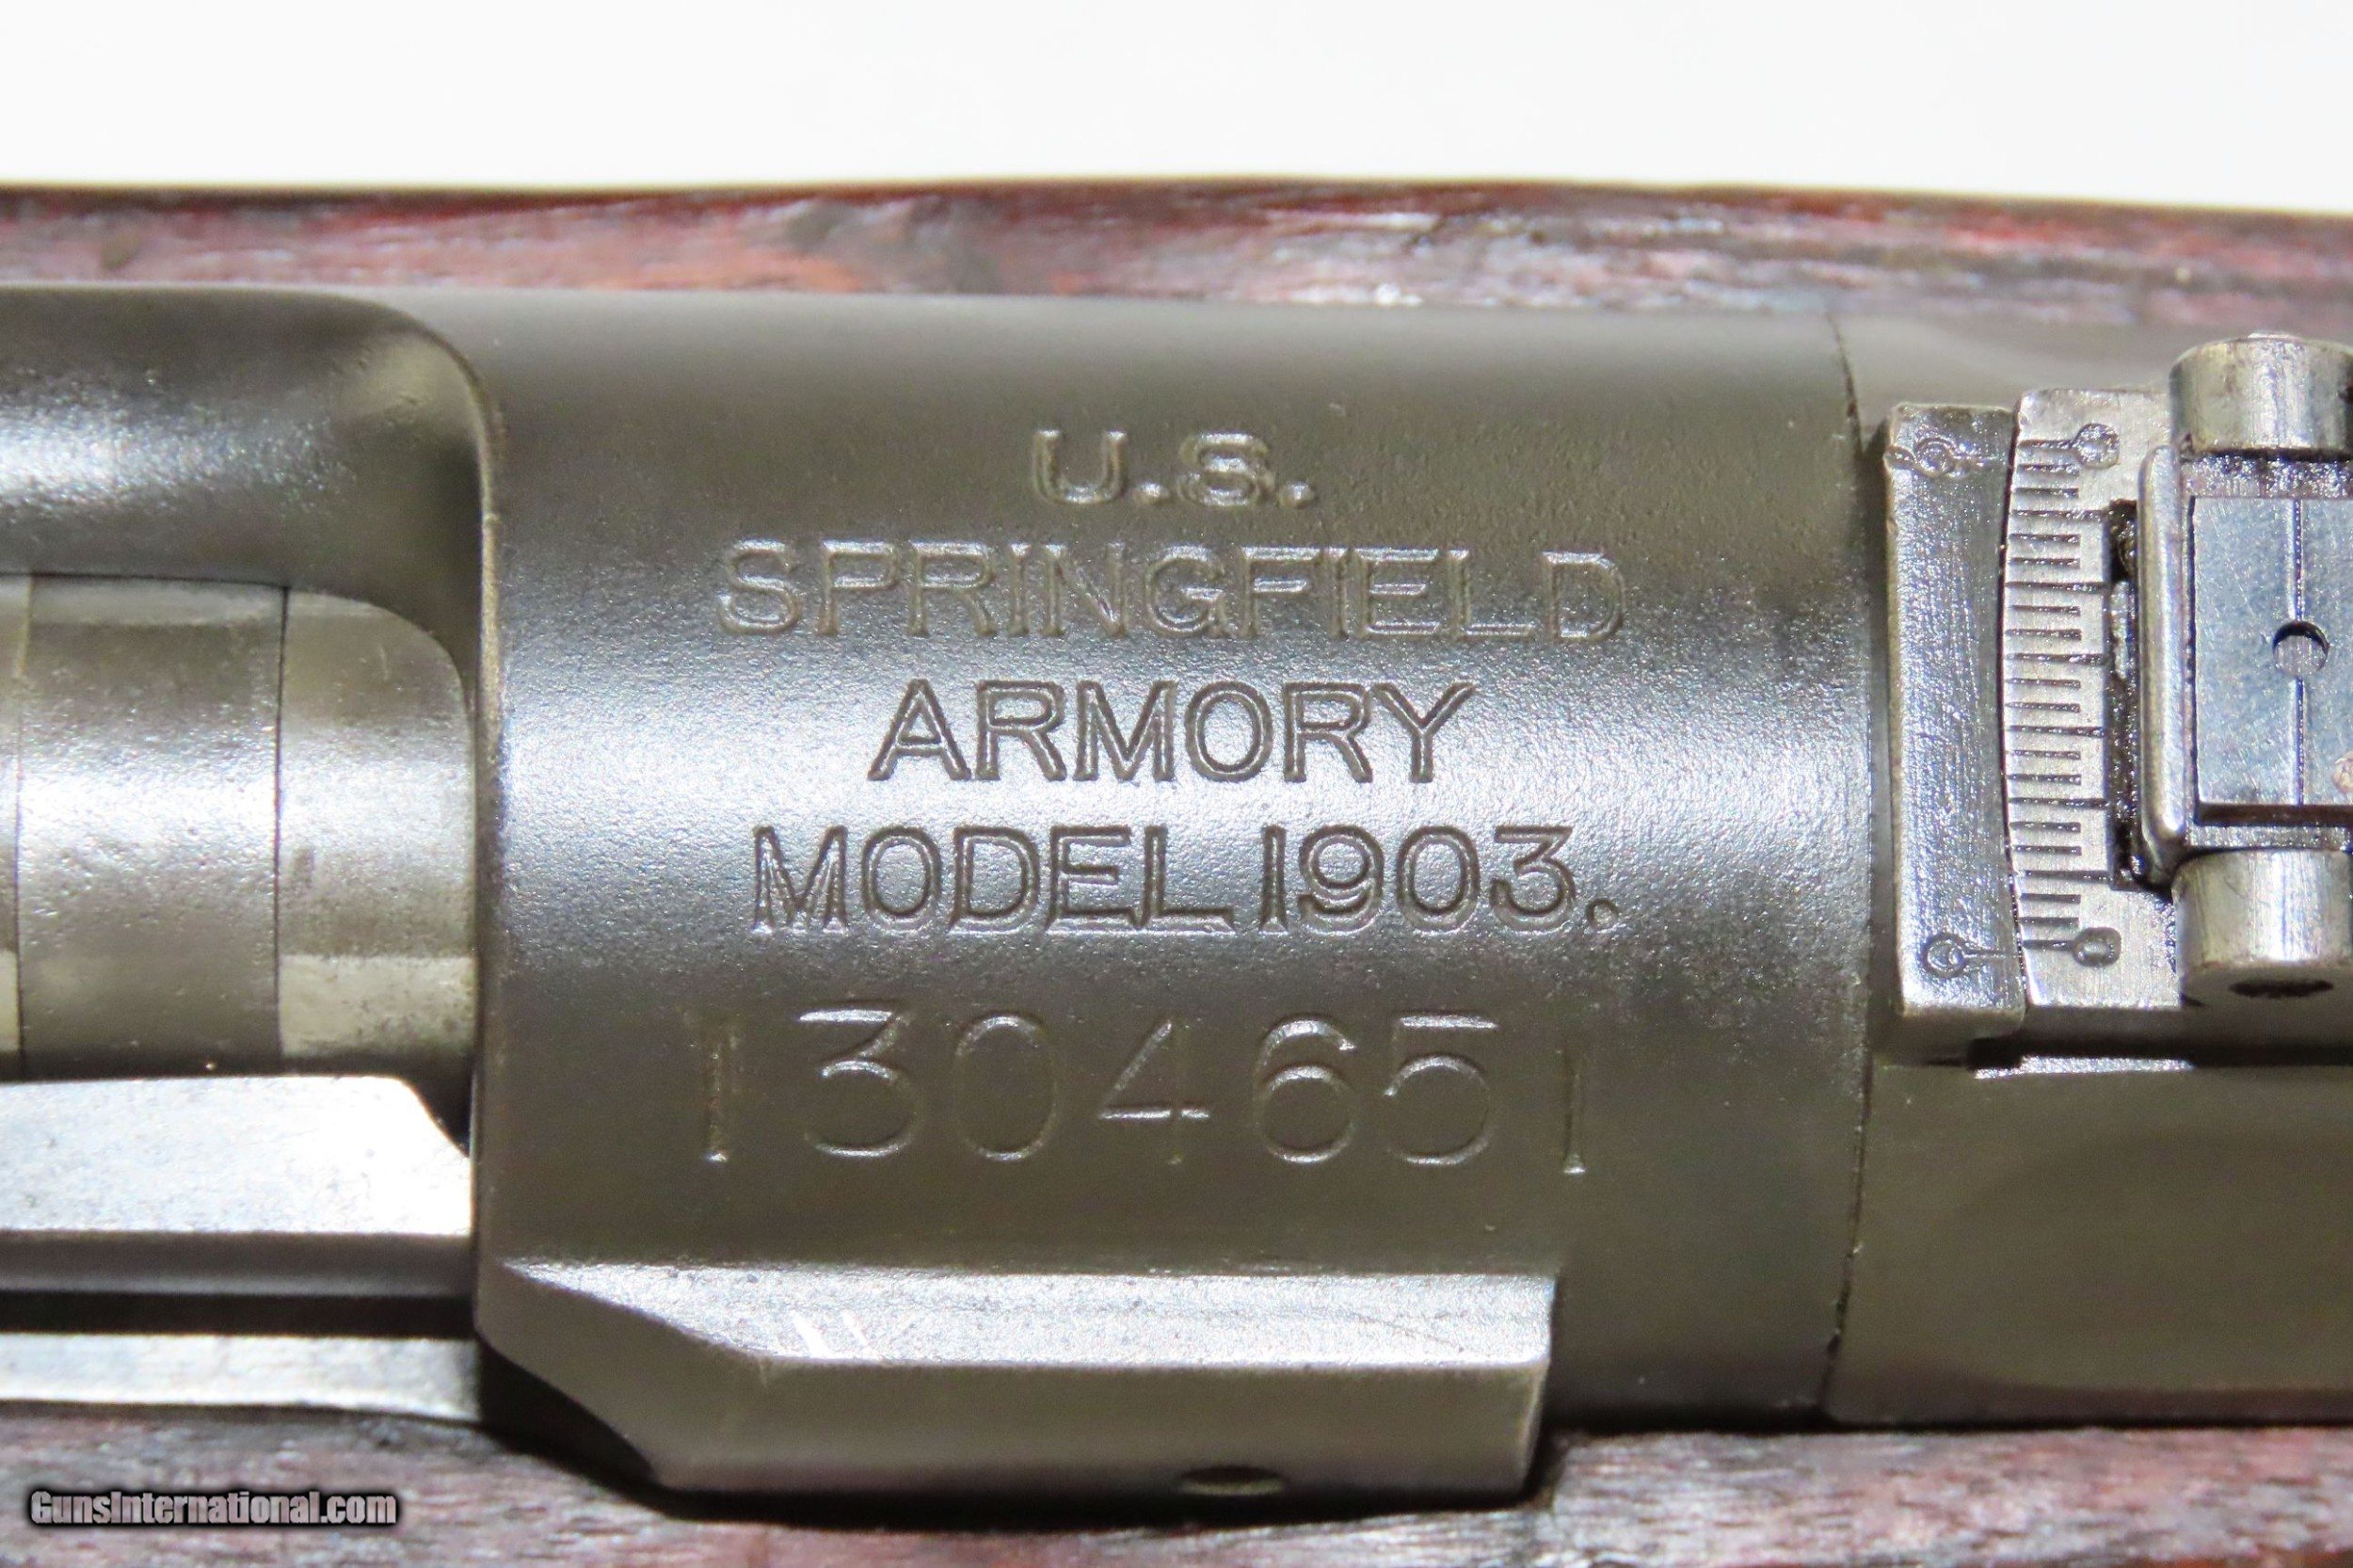 U.S.
SPRINGFIELD
ARMORY
MODEL 1903.
1304651
GunsInternational.com